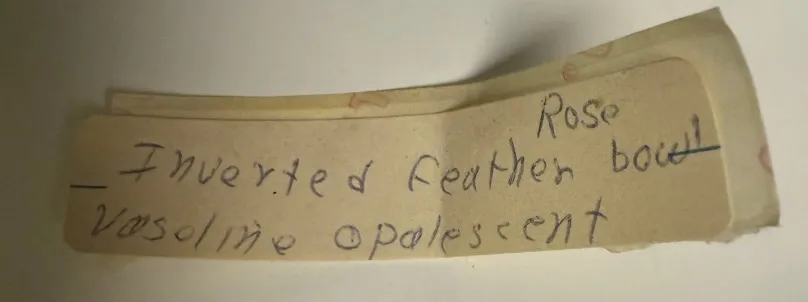 Rose
Inverted Feather bowl
Vasoline opalescent